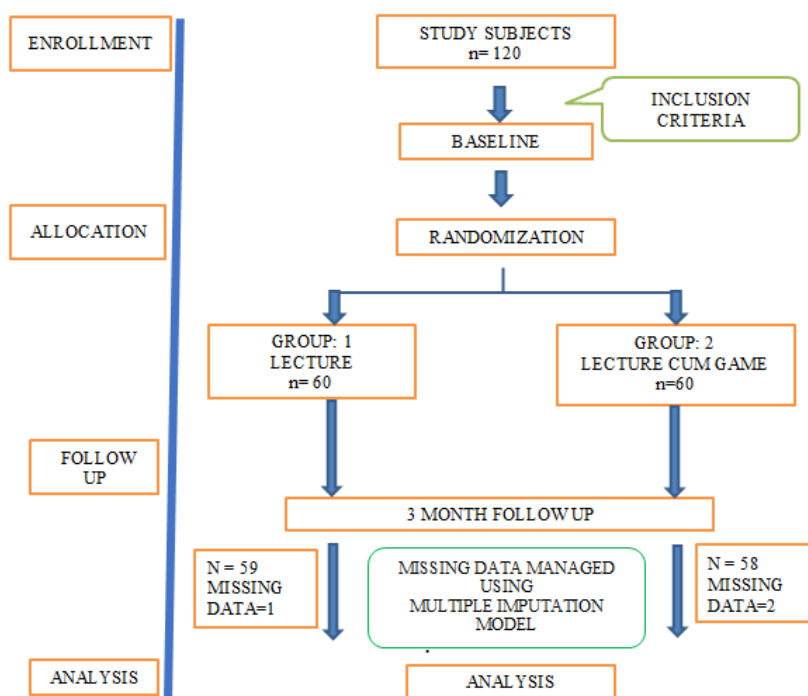 ENROLLMENT
STUDY SUBJECTS
n= 120
INCLUSION
CRITERIA
BASELINE
ALLOCATION
RANDOMIZATION
GROUP: 1
LECTURE
n= 60
GROUP: 2
LECTURE CUM GAME
n=60
FOLLOW
UP
3 MONTH FOLLOW UP
N = 59
MISSING
DATA=1
MISSING DATA MANAGED
USING
MULTIPLE IMPUTATION
MODEL
N = 58
MISSING
DATA=2
ANALYSIS
ANALYSIS